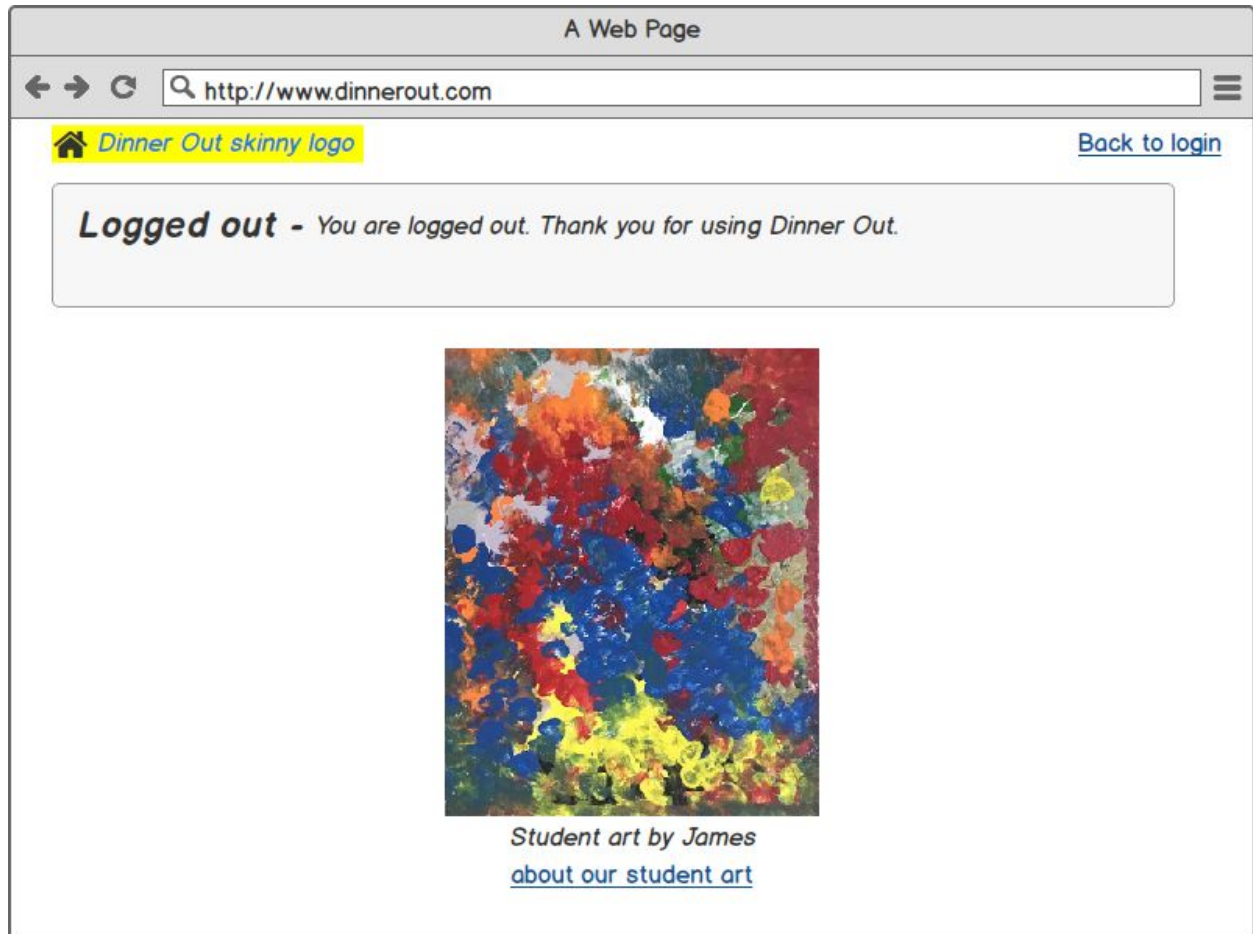 A Web Page
http://www.dinnerout.com
Dinner Out skinny logo
Back to login
Logged out - You are logged out. Thank you for using Dinner Out.
Student art by James
about our student art